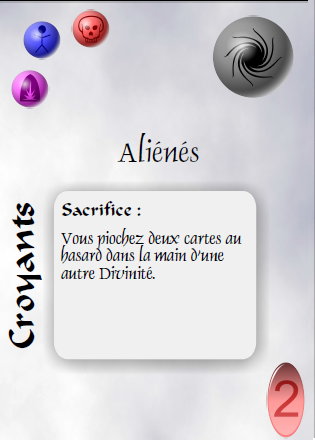 Aliénés
Croyants
Sacrifice :
Vous piochez deux cartes au
hasard dans la main d'une
autre Divinité.
2